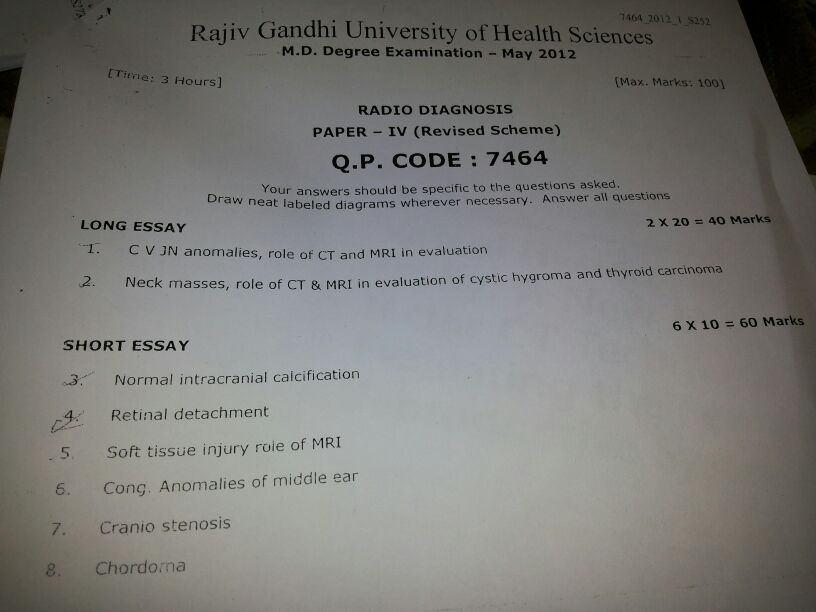 7464_2012_1_S252
Rajiv Gandhi University of Health Sciences
M.D. Degree Examination – May 2012
[Time: 3 Hours] [Max. Marks: 100]
RADIO DIAGNOSIS
PAPER – IV (Revised Scheme)
Q.P. CODE : 7464
Your answers should be specific to the questions asked.
Draw neat labeled diagrams wherever necessary. Answer all questions
LONG ESSAY 2 X 20 = 40 Marks
1. C V JN anomalies, role of CT and MRI in evaluation
2. Neck masses, role of CT & MRI in evaluation of cystic hygroma and thyroid carcinoma
6 X 10 = 60 Marks
SHORT ESSAY
3. Normal intracranial calcification
4. Retinal detachment
5. Soft tissue injury role of MRI
6. Cong. Anomalies of middle ear
7. Cranio stenosis
8. Chordoma